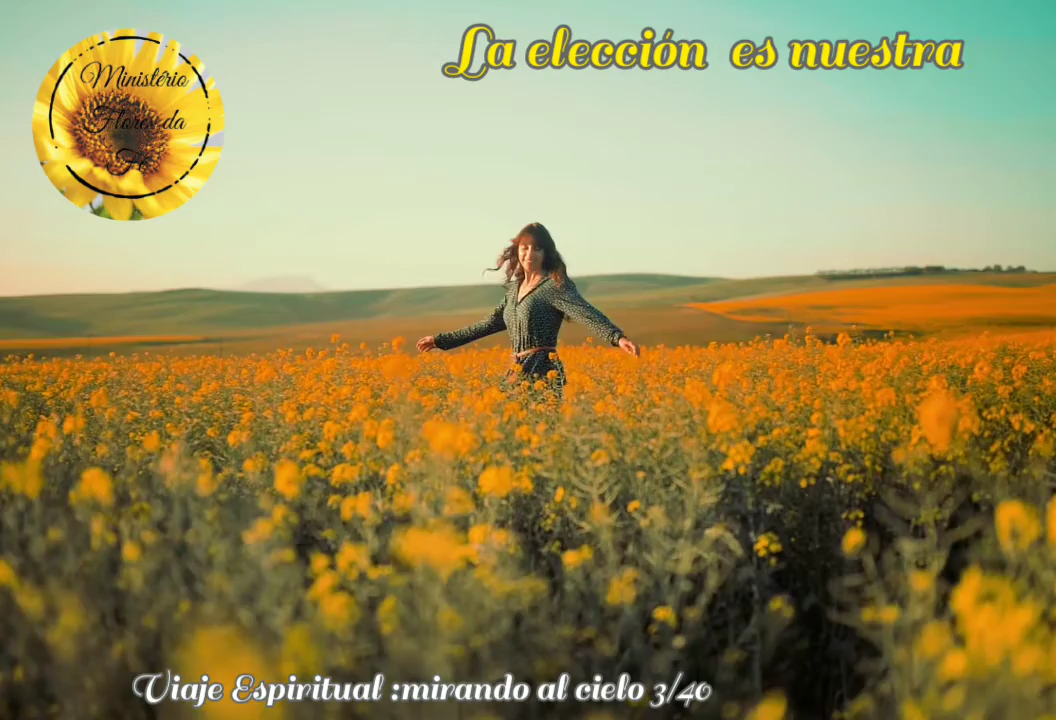 La elección es nuestra
Ministério
Flores da
Fé
Viaje Espiritual :mirando al cielo 3/40